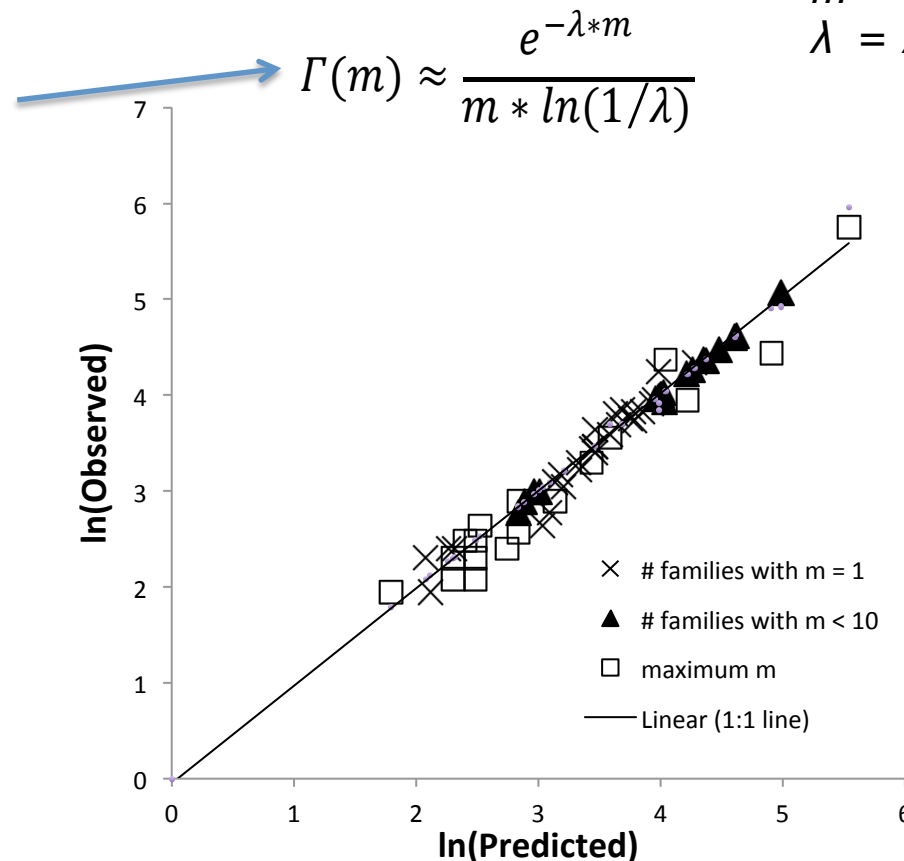 λ =
Γ(m) ≈ e^{-λ*m} / m * ln(1/λ)
7
6
5
4
3
2
1
0
ln(Observed)
× # families with m = 1
▲ # families with m < 10
□ maximum m
Linear (1:1 line)
0 1 2 3 4 5 6
ln(Predicted)